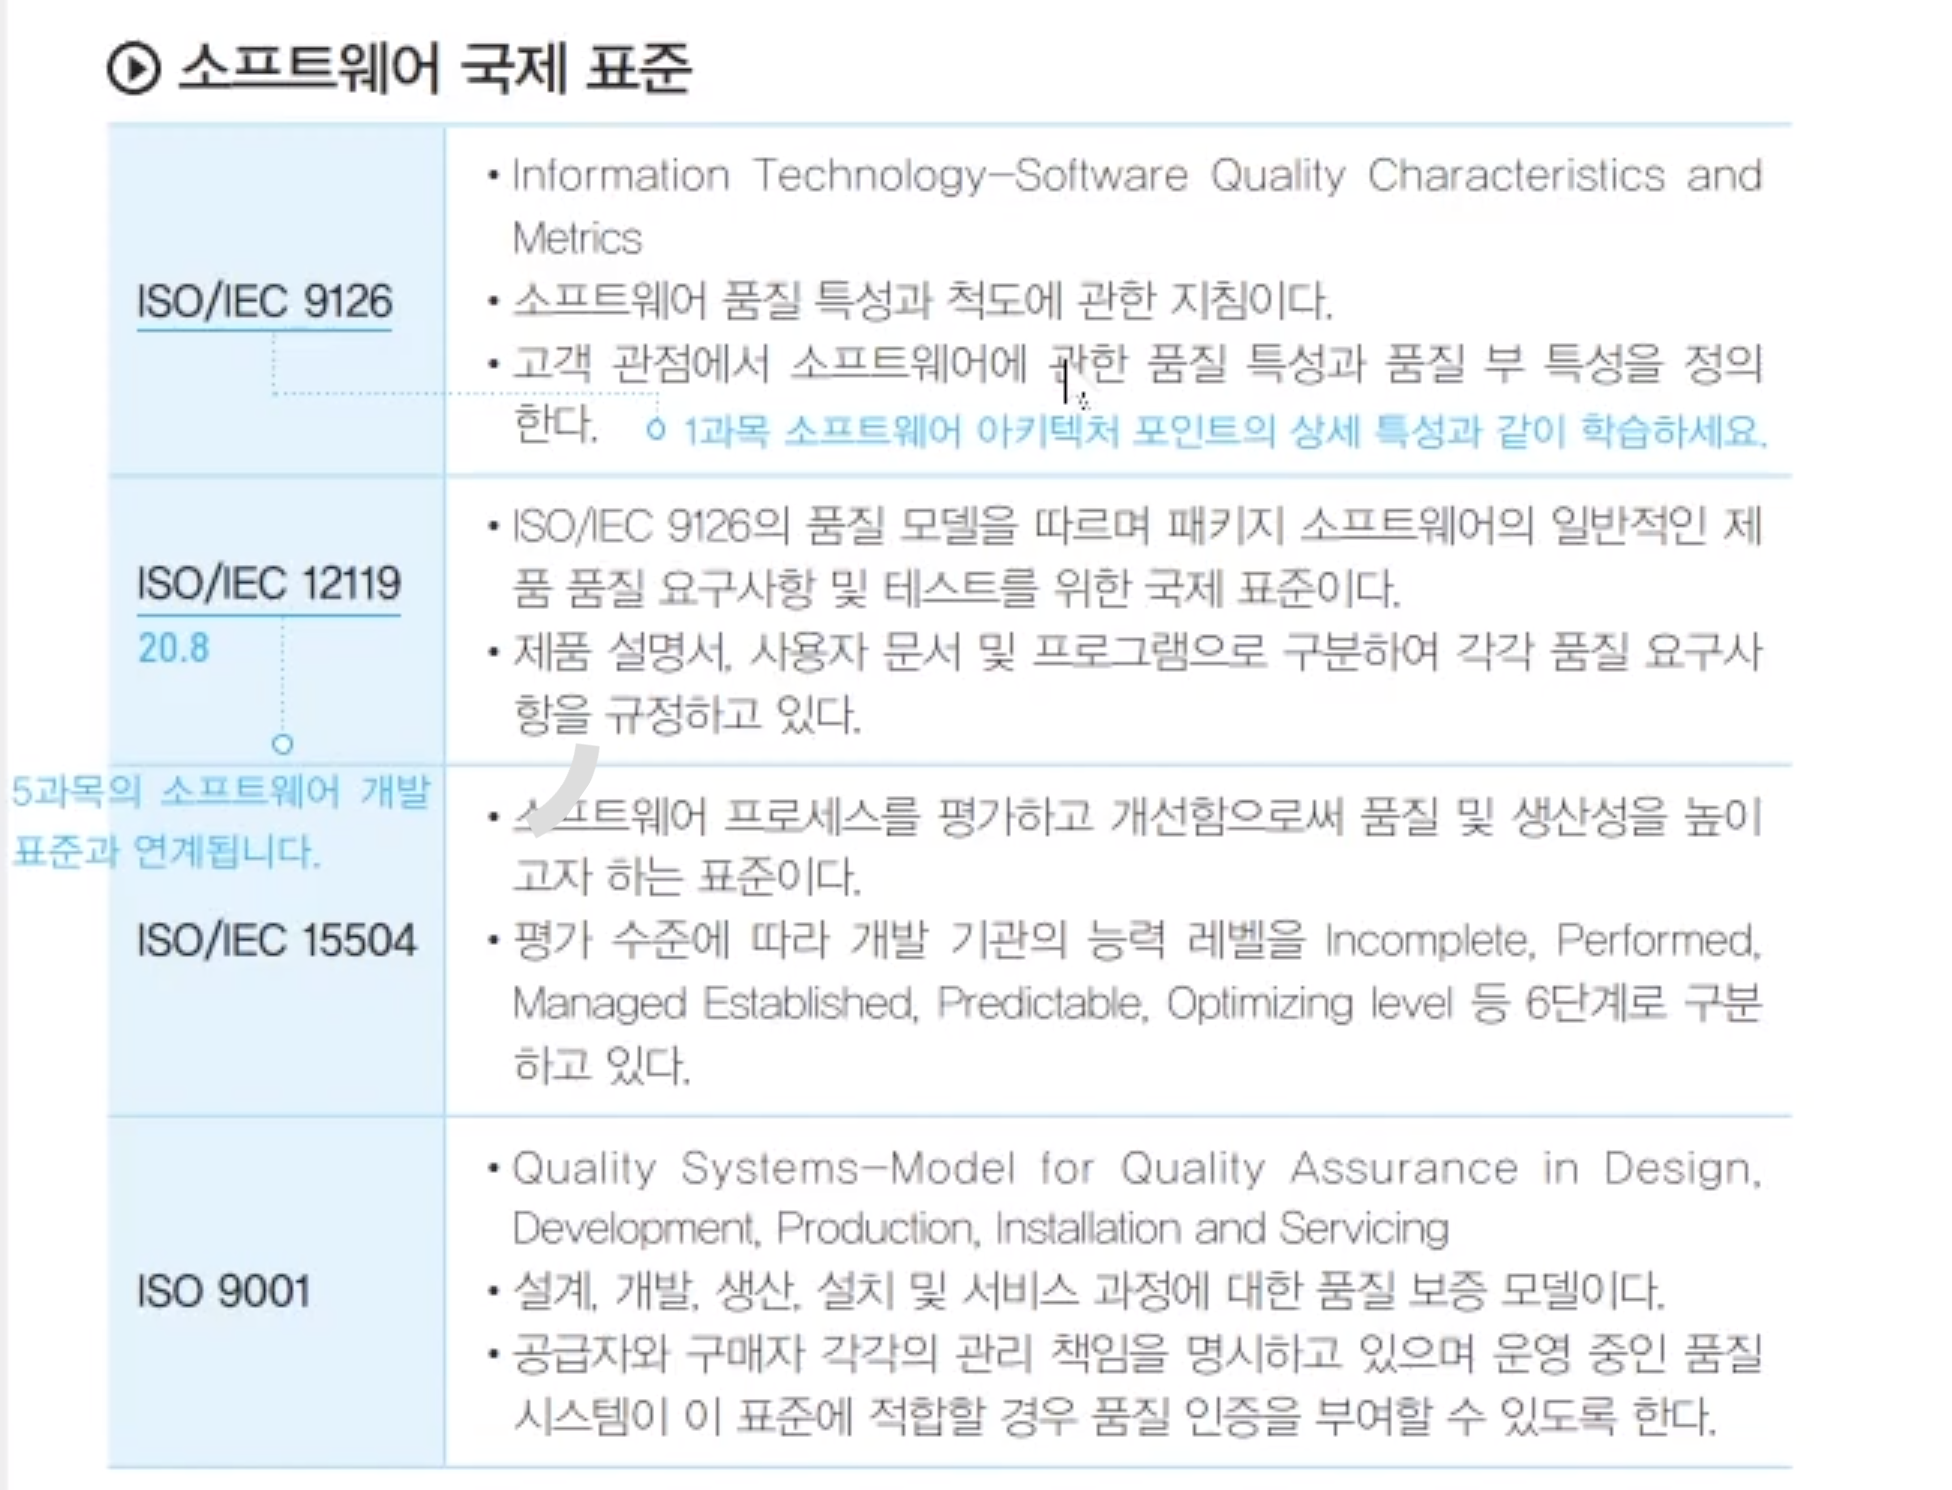 소프트웨어 국제 표준
ISO/IEC 9126
• Information Technology–Software Quality Characteristics and
Metrics
• 소프트웨어 품질 특성과 척도에 관한 지침이다.
• 고객 관점에서 소프트웨어에 관한 품질 특성과 품질 부 특성을 정의
한다.
1과목 소프트웨어 아키텍처 포인트의 상세 특성과 같이 학습하세요.
ISO/IEC 12119
20.8
• ISO/IEC 9126의 품질 모델을 따르며 패키지 소프트웨어의 일반적인 제
품 품질 요구사항 및 테스트를 위한 국제 표준이다.
• 제품 설명서, 사용자 문서 및 프로그램으로 구분하여 각각 품질 요구사
항을 규정하고 있다.
5과목의 소프트웨어 개발
표준과 연계됩니다.
ISO/IEC 15504
• 소프트웨어 프로세스를 평가하고 개선함으로써 품질 및 생산성을 높이
고자 하는 표준이다.
• 평가 수준에 따라 개발 기관의 능력 레벨을 Incomplete, Performed,
Managed Established, Predictable, Optimizing level 등 6단계로 구분
하고 있다.
ISO 9001
• Quality Systems–Model for Quality Assurance in Design,
Development, Production, Installation and Servicing
• 설계, 개발, 생산, 설치 및 서비스 과정에 대한 품질 보증 모델이다.
• 공급자와 구매자 각각의 관리 책임을 명시하고 있으며 운영 중인 품질
시스템이 이 표준에 적합할 경우 품질 인증을 부여할 수 있도록 한다.